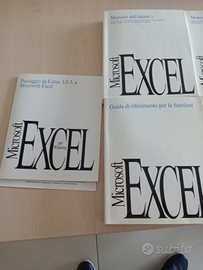 Manuale dell'utente 1
Passaggio da Lotus 1-2-3 a
Microsoft Excel
Microsoft
EXCEL
Microsoft
EXCEL
per
Guida di riferimento per le funzioni
Microsoft
EXCEL
subito